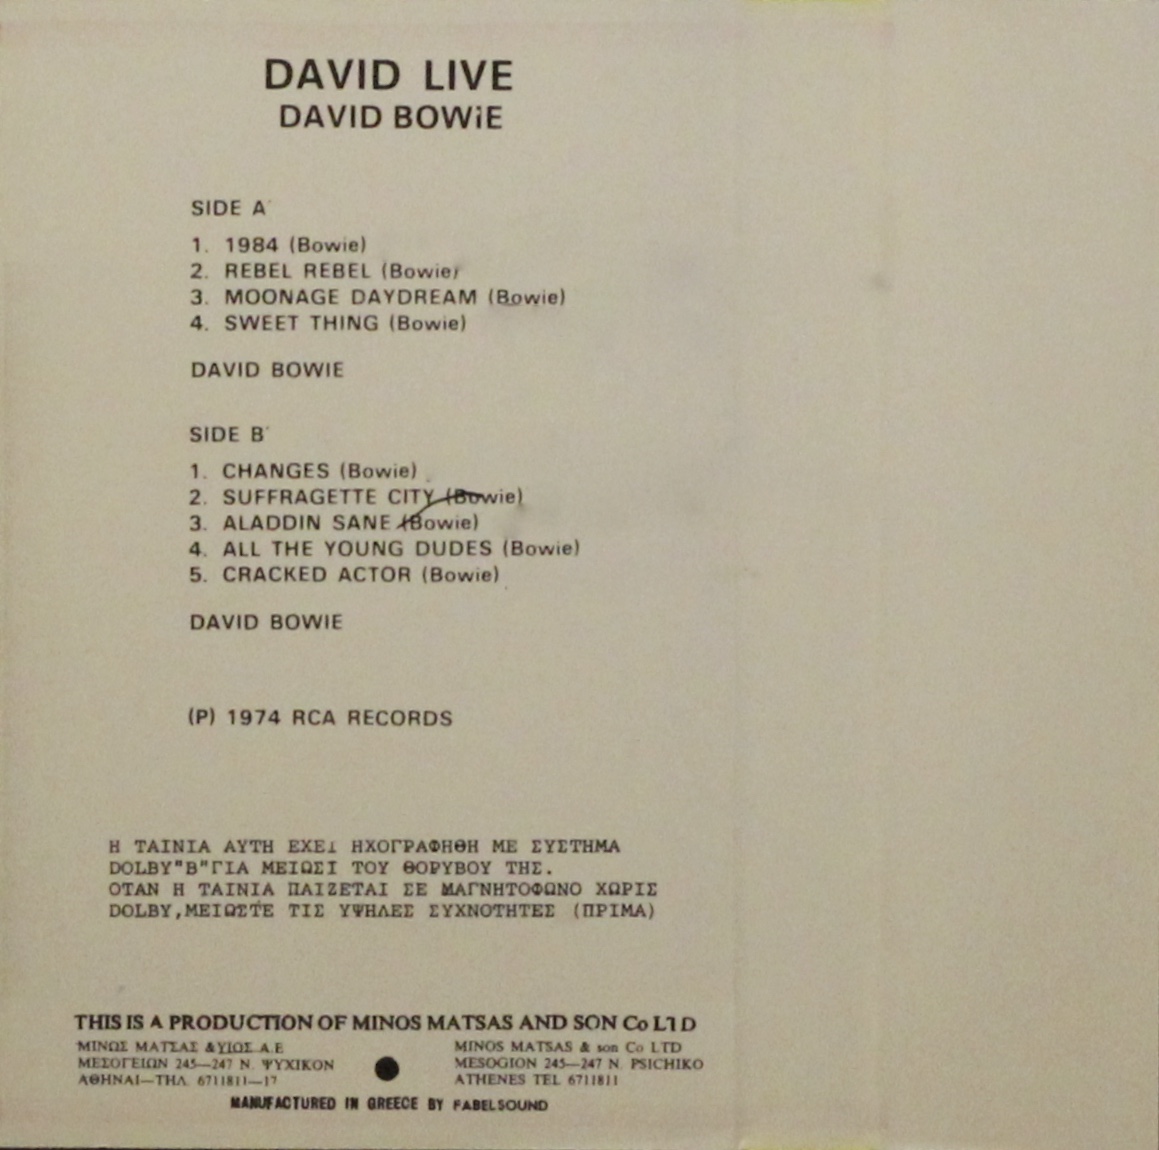 DAVID LIVE
DAVID BOWiE
SIDE A'
1. 1984 (Bowie)
2. REBEL REBEL (Bowie)
3. MOONAGE DAYDREAM (Bowie)
4. SWEET THING (Bowie)
DAVID BOWIE
SIDE B'
1. CHANGES (Bowie)
2. SUFFRAGETTE CITY (Bowie)
3. ALADDIN SANE (Bowie)
4. ALL THE YOUNG DUDES (Bowie)
5. CRACKED ACTOR (Bowie)
DAVID BOWIE
(P) 1974 RCA RECORDS
Η ΤΑΙΝΙΑ ΑΥΤΗ ΕΧΕΙ ΗΧΟΓΡΑΦΗΘΗ ΜΕ ΣΥΣΤΗΜΑ
DOLBY"B"ΓΙΑ ΜΕΙΩΣΙ ΤΟΥ ΘΟΡΥΒΟΥ ΤΗΣ.
ΟΤΑΝ Η ΤΑΙΝΙΑ ΠΑΙΖΕΤΑΙ ΣΕ ΜΑΓΝΗΤΟΦΩΝΟ ΧΩΡΙΣ
DOLBY,ΜΕΙΩΣΤΕ ΤΙΣ ΥΨΗΛΕΣ ΣΥΧΝΟΤΗΤΕΣ (ΠΡΙΜΑ)
THIS IS A PRODUCTION OF MINOS MATSAS AND SON Co LTD
ΜΙΝΩΣ ΜΑΤΣΑΣ & ΥΙΟΣ Α.Ε
ΜΕΣΟΓΕΙΩΝ 245—247 Ν. ΨΥΧΙΚΟΝ
ΑΘΗΝΑΙ—ΤΗΛ. 6711811—17
MINOS MATSAS & son Co LTD
MESOGION 245—247 N. PSICHIKO
ATHENES TEL 6711811
MANUFACTURED IN GREECE BY FABELSOUND